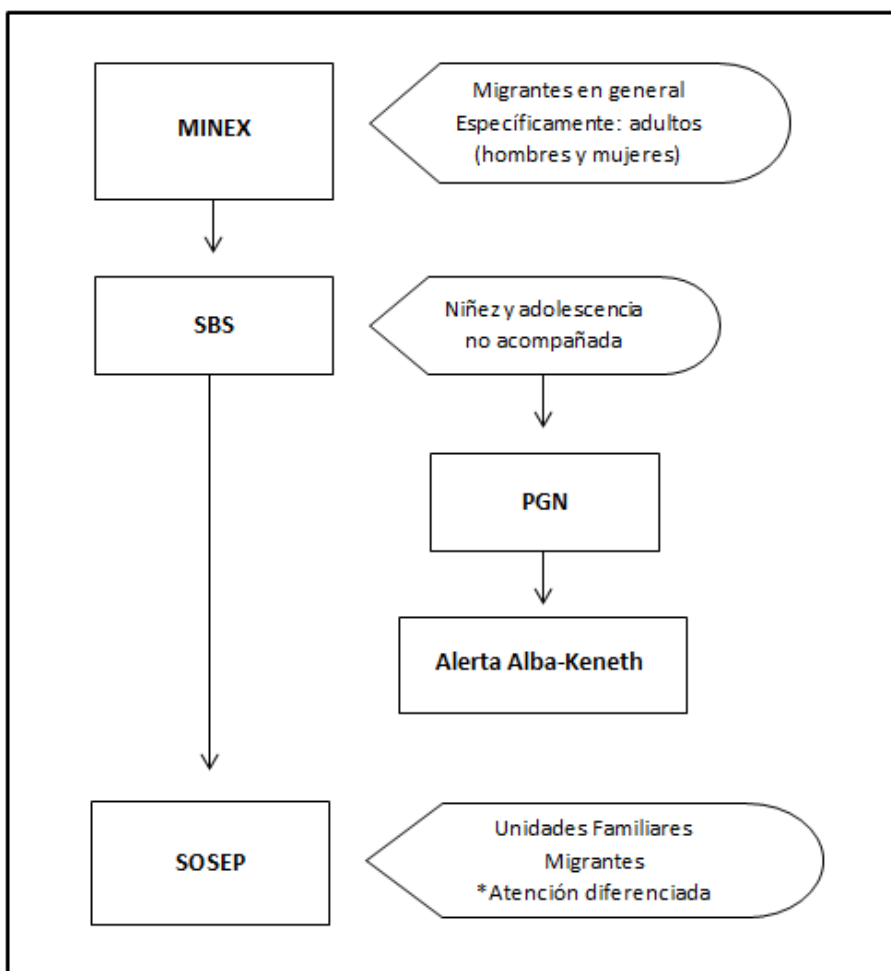 MINEX
Migrantes en general
Específicamente: adultos
(hombres y mujeres)
SBS
Niñez y adolescencia
no acompañada
PGN
Alerta Alba-Keneth
SOSEP
Unidades Familiares
Migrantes
*Atención diferenciada